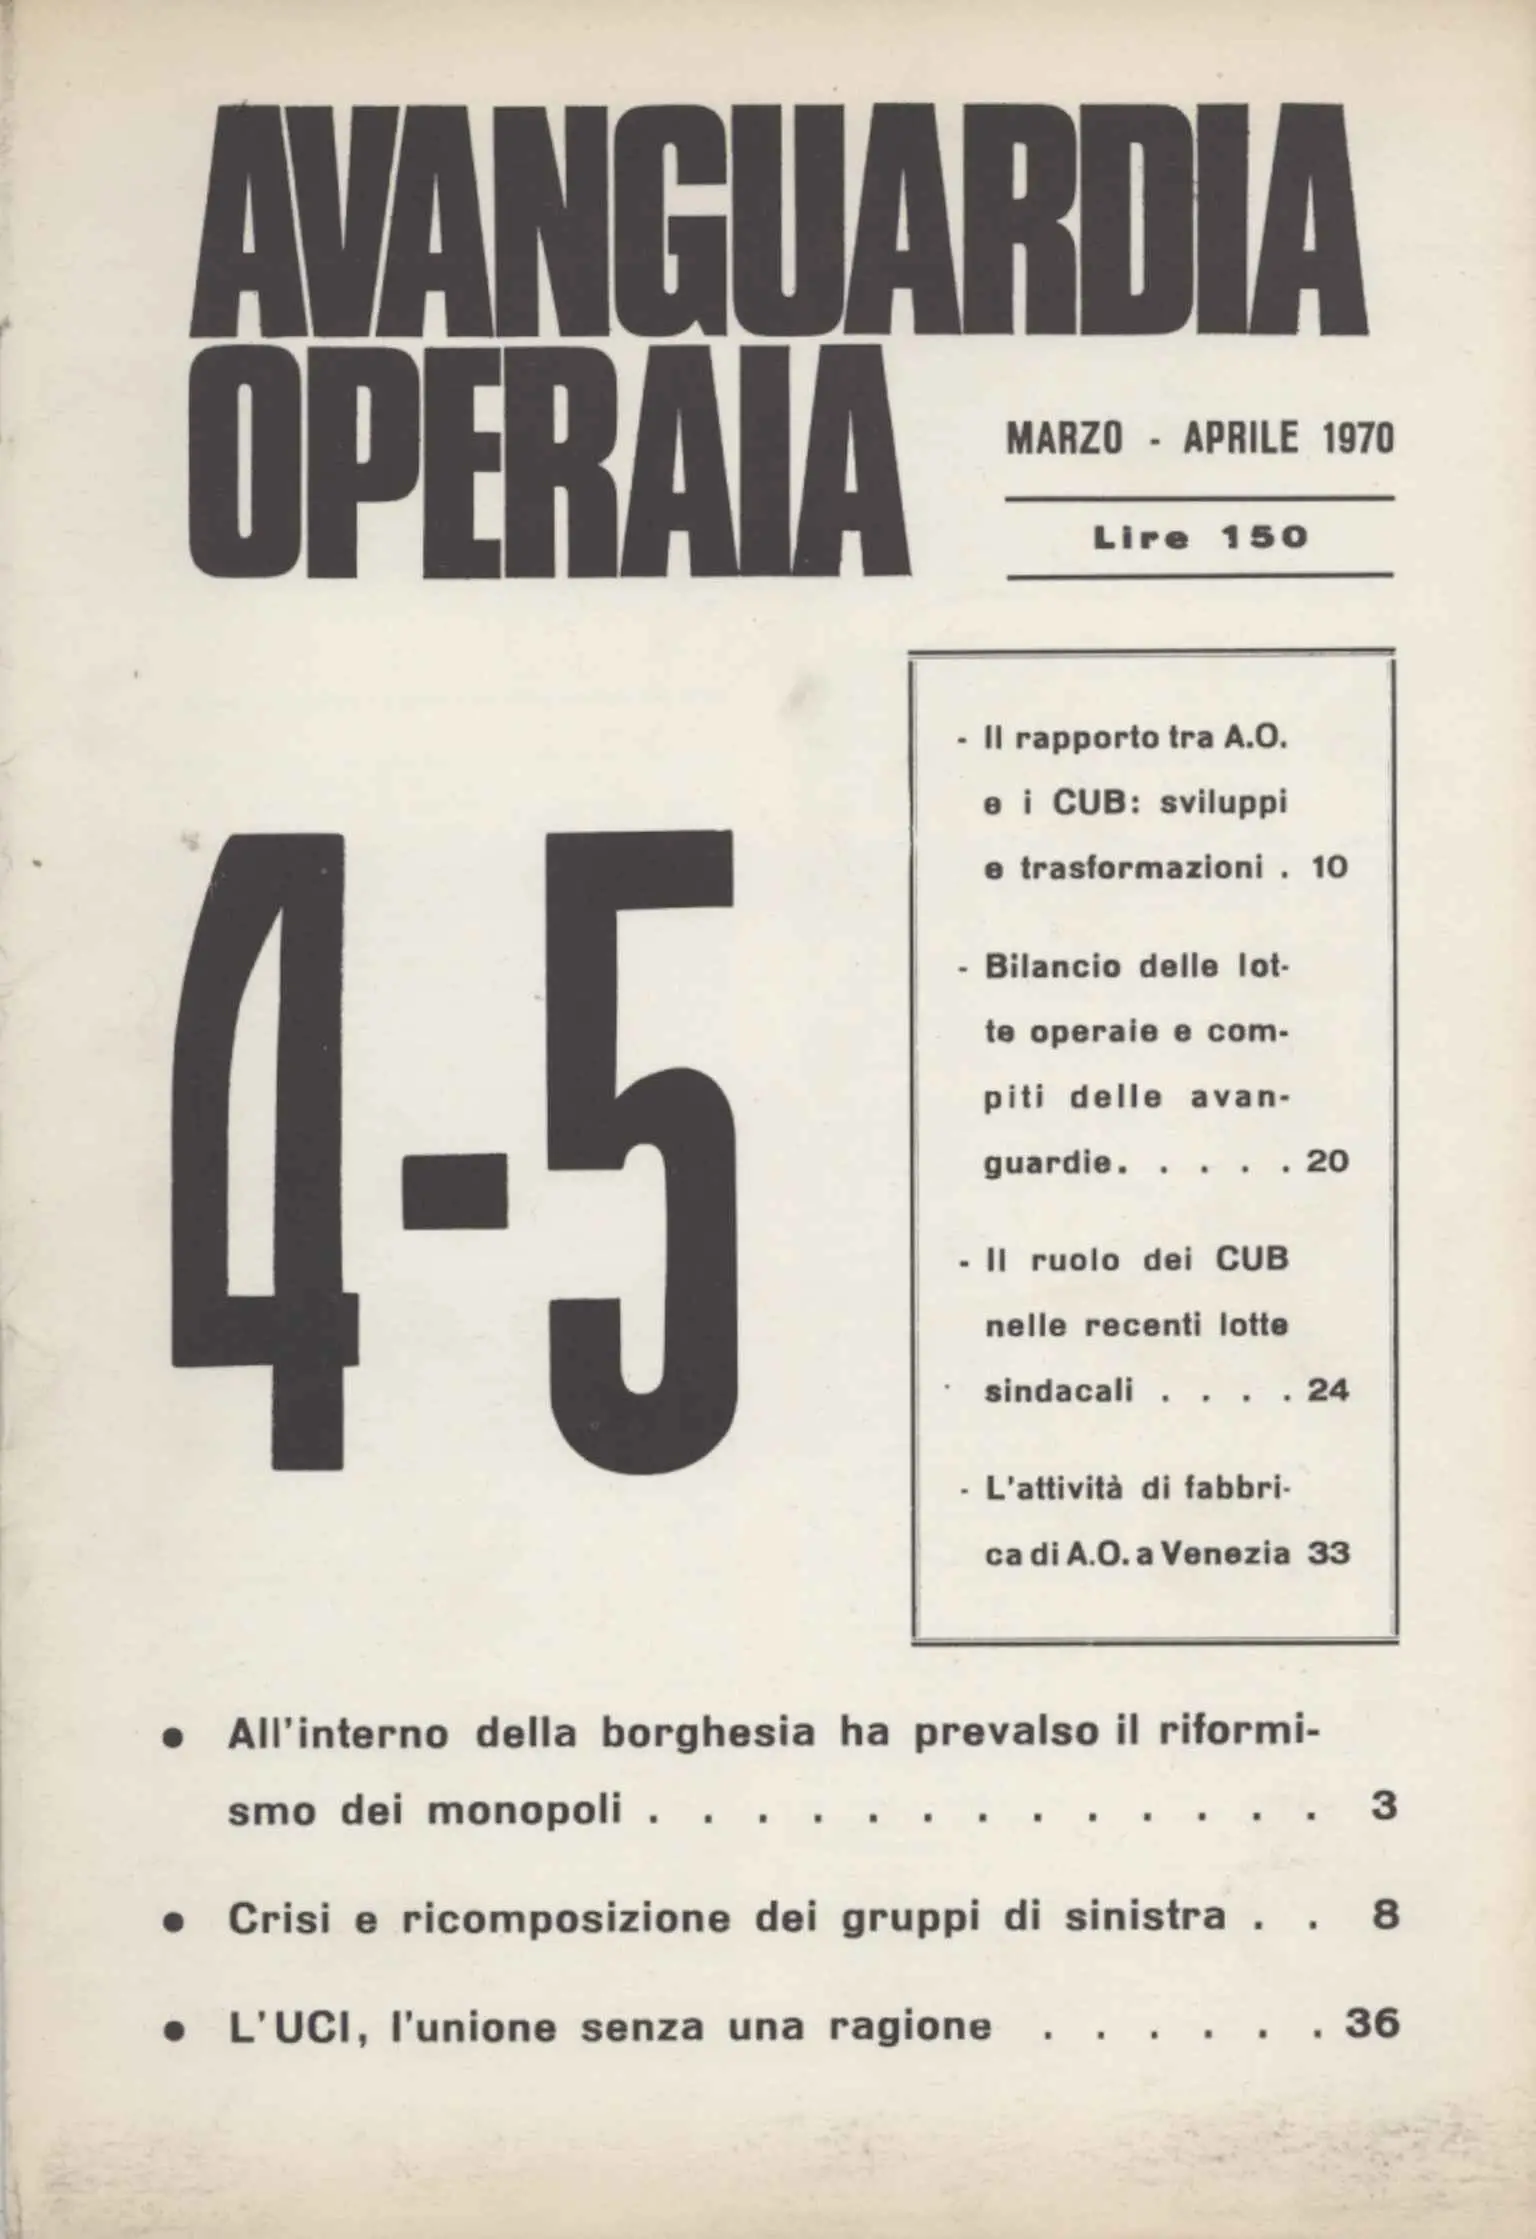 AVANGUARDIA
OPERAIA
MARZO - APRILE 1970
Lire 150
4-5
- Il rapporto tra A.O.
e i CUB: sviluppi
e trasformazioni . 10
- Bilancio delle lot-
te operaie e com-
piti delle avan-
guardie. . . . . 20
- Il ruolo dei CUB
nelle recenti lotte
sindacali . . . . 24
- L'attività di fabbri-
ca di A.O. a Venezia 33
● All'interno della borghesia ha prevalso il riformi-
smo dei monopoli . . . . . . . . . . . . . 3
● Crisi e ricomposizione dei gruppi di sinistra . . 8
● L'UCI, l'unione senza una ragione . . . . . . 36